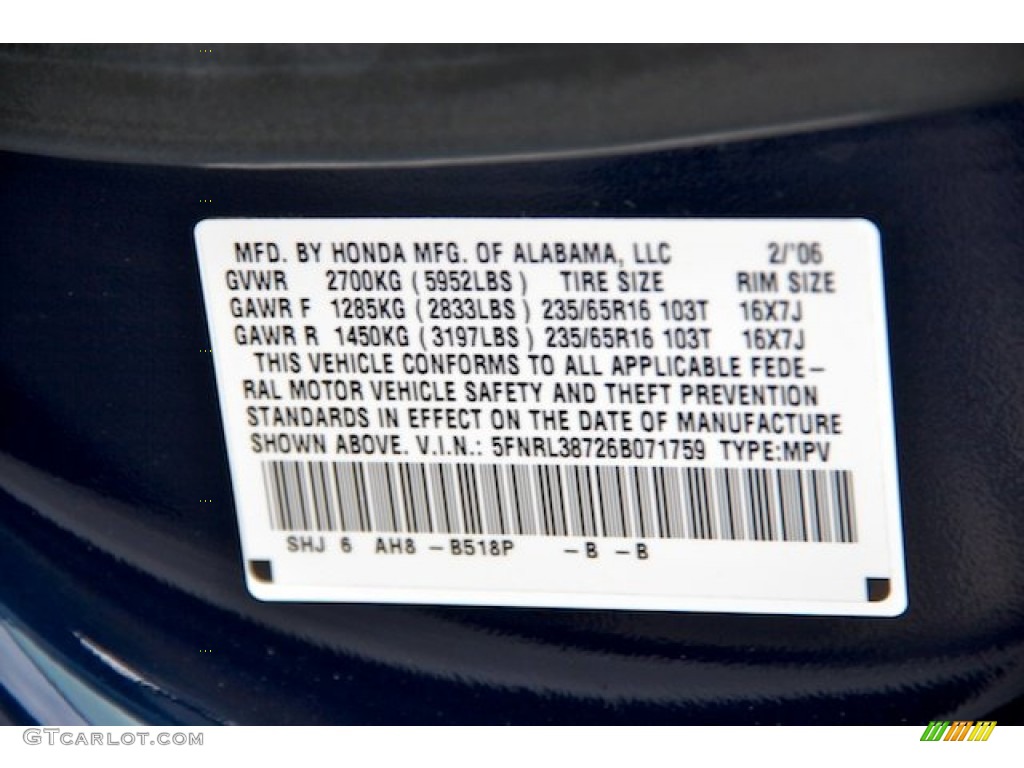 MFD. BY HONDA MFG. OF ALABAMA, LLC 2/'06
GVWR 2700KG (5952LBS) TIRE SIZE RIM SIZE
GAWR F 1285KG (2833LBS) 235/65R16 103T 16X7J
GAWR R 1450KG (3197LBS) 235/65R16 103T 16X7J
THIS VEHICLE CONFORMS TO ALL APPLICABLE FEDE-
RAL MOTOR VEHICLE SAFETY AND THEFT PREVENTION
STANDARDS IN EFFECT ON THE DATE OF MANUFACTURE
SHOWN ABOVE. V.I.N.: 5FNRL38726B071759 TYPE:MPV
SHJ 6 AH8 -B518P -B -B
GTCARLOT.COM